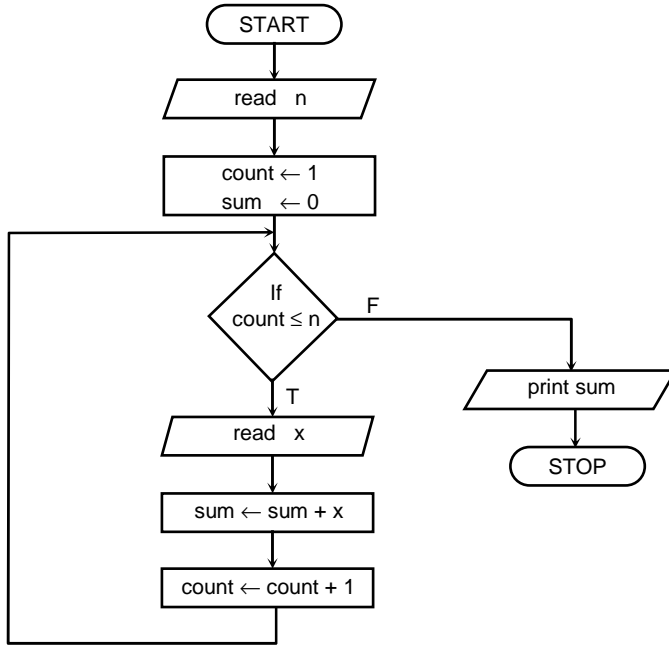 START
read n
count ← 1
sum ← 0
If
count ≤ n
F
T
print sum
read x
STOP
sum ← sum + x
count ← count + 1